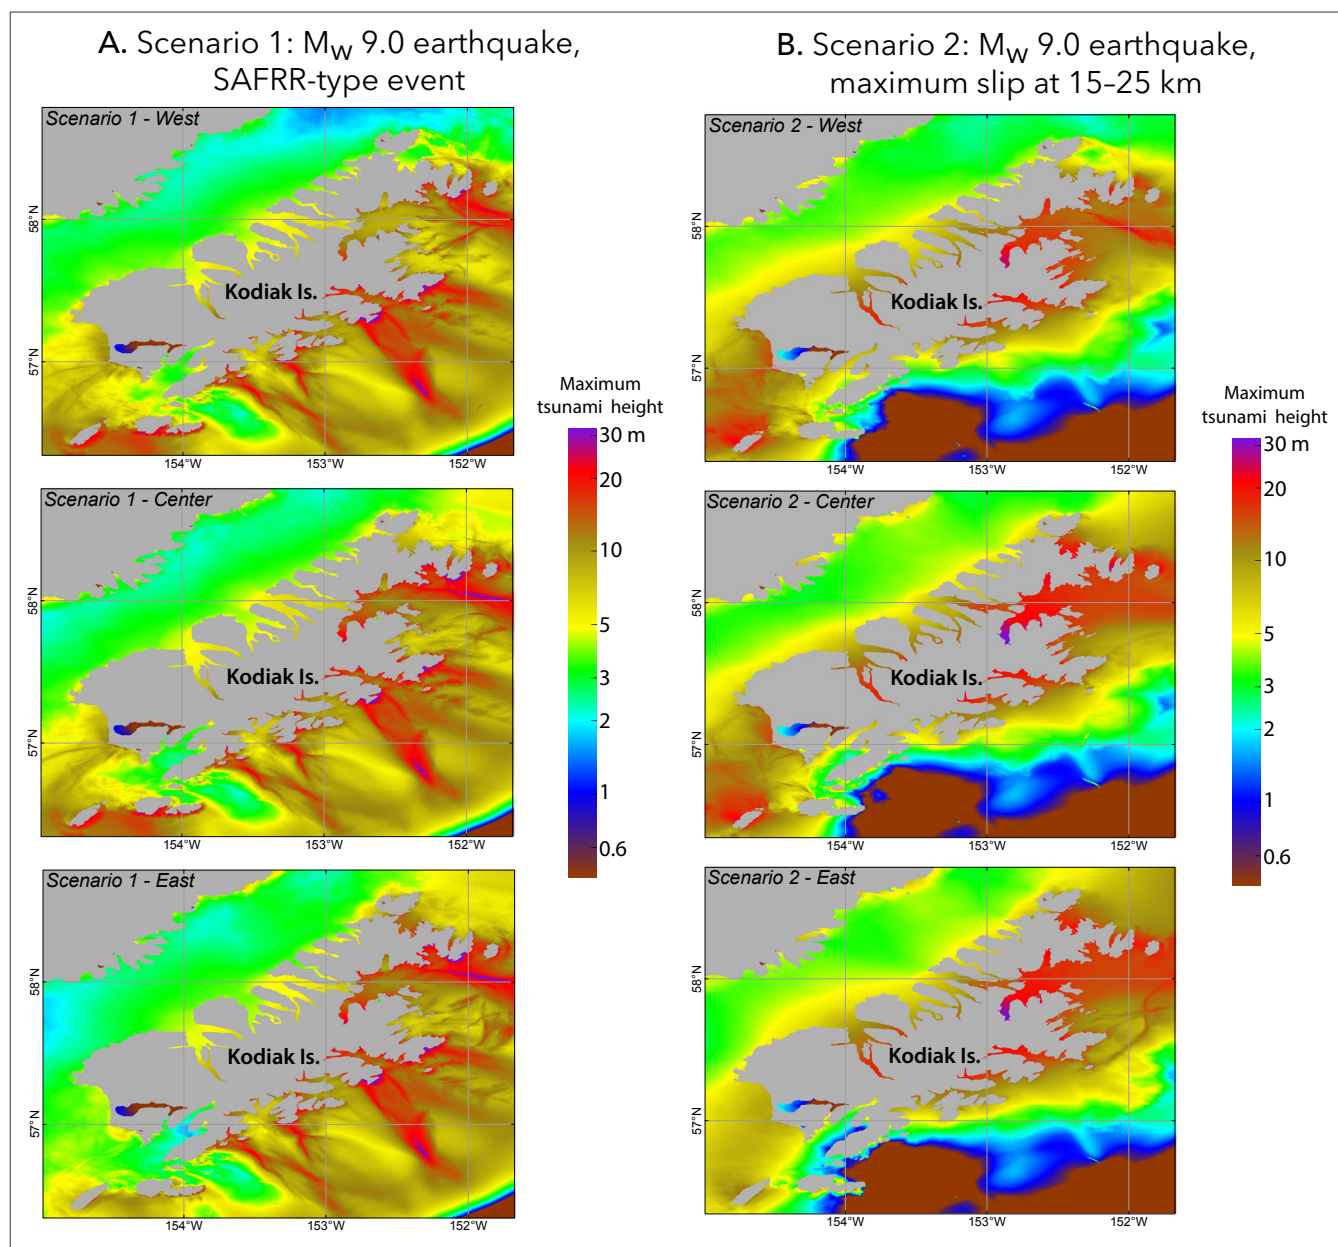 A. Scenario 1: MW 9.0 earthquake,
SAFRR-type event
B. Scenario 2: MW 9.0 earthquake,
maximum slip at 15–25 km
Scenario 1 - West
58°N
57°N
Kodiak Is.
154°W
153°W
152°W
Scenario 2 - West
58°N
57°N
Kodiak Is.
154°W
153°W
152°W
Maximum
tsunami height
30 m
20
10
5
3
2
1
0.6
Maximum
tsunami height
30 m
20
10
5
3
2
1
0.6
Scenario 1 - Center
58°N
57°N
Kodiak Is.
154°W
153°W
152°W
Scenario 2 - Center
58°N
57°N
Kodiak Is.
154°W
153°W
152°W
Scenario 1 - East
58°N
57°N
Kodiak Is.
154°W
153°W
152°W
Scenario 2 - East
58°N
57°N
Kodiak Is.
154°W
153°W
152°W